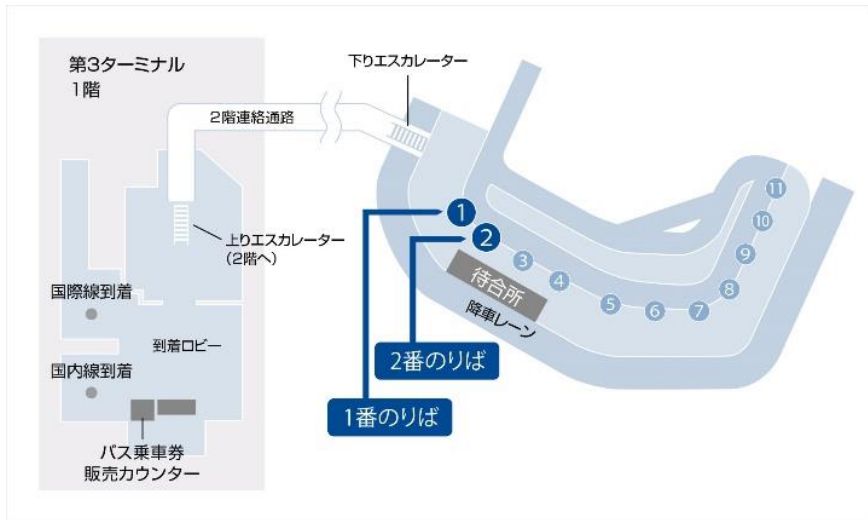 第3ターミナル
1階
下りエスカレーター
2階連絡通路
上りエスカレーター
(2階へ)
国際線到着
到着ロビー
国内線到着
バス乗車券
販売カウンター
1
2
3
4
5
6
7
8
9
10
11
待合所
降車レーン
2番のりば
1番のりば